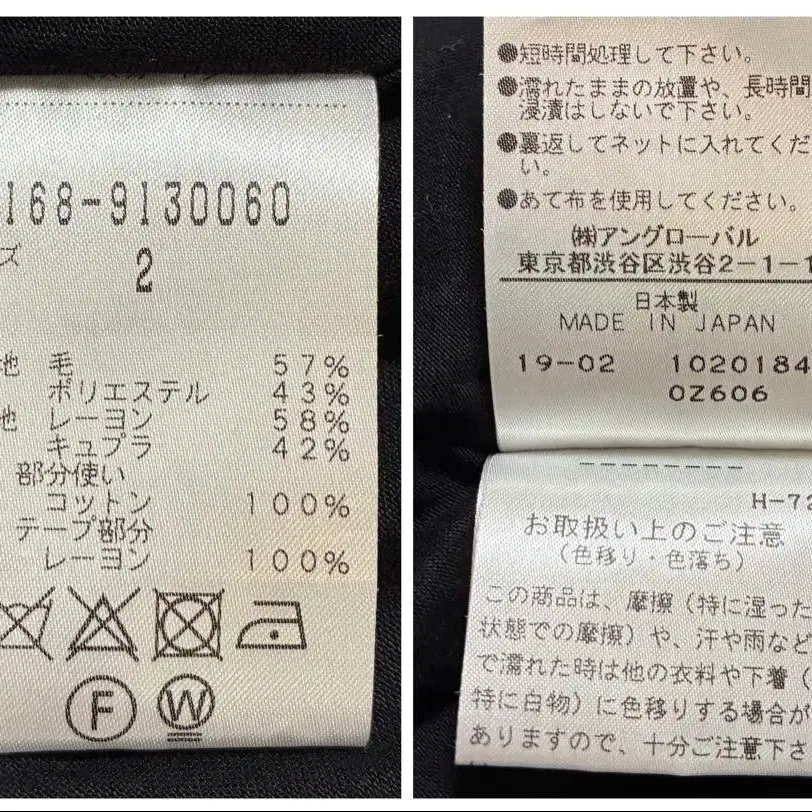 168-9130060
ズ
2
地 毛 57%
ポリエステル 43%
地 レーヨン 58%
キュプラ 42%
部分使い
コットン 100%
テープ部分
レーヨン 100%
F
W
●短時間処理して下さい。
●濡れたままの放置や、長時間
浸漬はしないで下さい。
●裏返してネットに入れてくだ
い。
●あて布を使用してください。
㈱アングローバル
東京都渋谷区渋谷2-1-1
日本製
MADE IN JAPAN
19-02 1020184
0Z606
H-72
お取扱い上のご注意
(色移り・色落ち)
この商品は、摩擦(特に湿った
状態での摩擦)や、汗や雨など
で濡れた時は他の衣料や下着(
特に白物)に色移りする場合が
ありますので、十分ご注意下さ